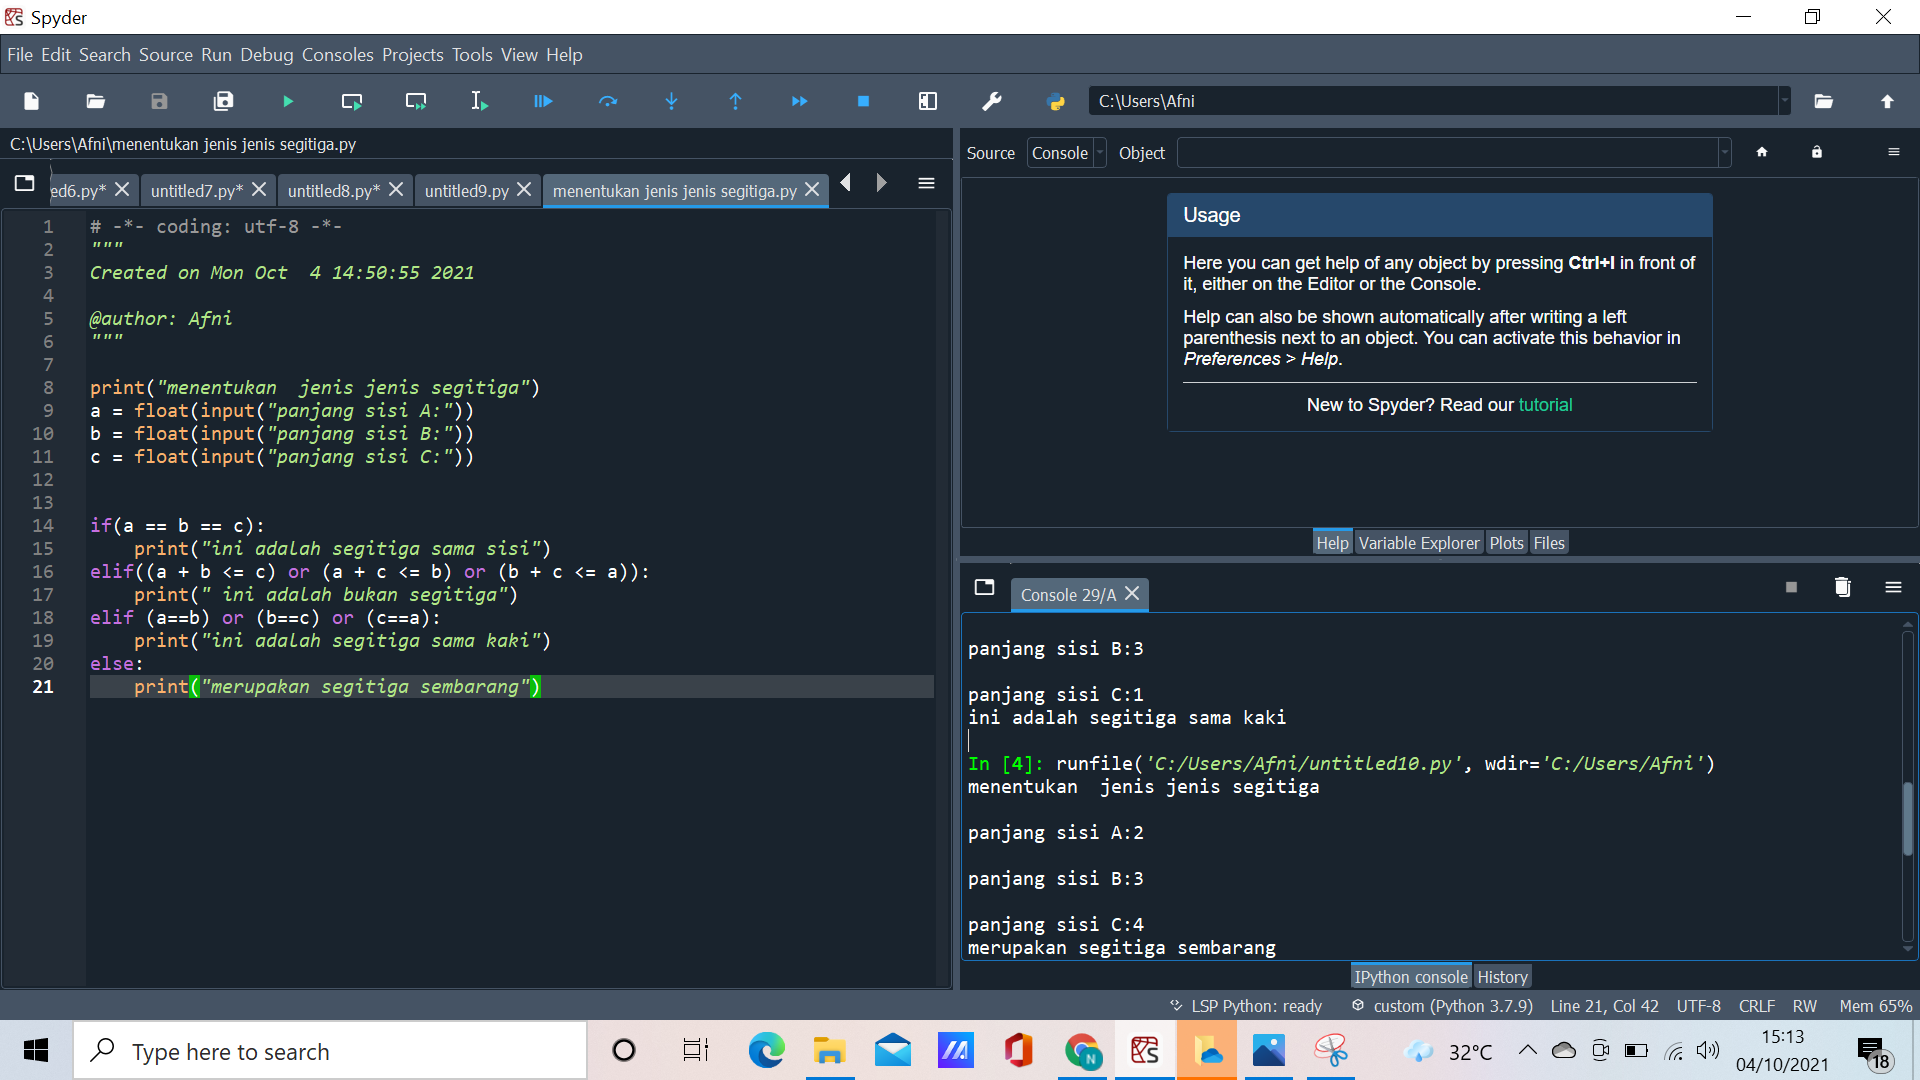 Spyder
File Edit Search Source Run Debug Consoles Projects Tools View Help
C:\Users\Afni
C:\Users\Afni\menentukan jenis jenis segitiga.py
ed6.py* untitled7.py* untitled8.py* untitled9.py menentukan jenis jenis segitiga.py
1 # -*- coding: utf-8 -*-
2 """
3 Created on Mon Oct  4 14:50:55 2021
4
5 @author: Afni
6 """
7
8 print("menentukan  jenis jenis segitiga")
9 a = float(input("panjang sisi A:"))
10 b = float(input("panjang sisi B:"))
11 c = float(input("panjang sisi C:"))
12
13
14 if(a == b == c):
15     print("ini adalah segitiga sama sisi")
16 elif((a + b <= c) or (a + c <= b) or (b + c <= a)):
17     print(" ini adalah bukan segitiga")
18 elif (a==b) or (b==c) or (c==a):
19     print("ini adalah segitiga sama kaki")
20 else:
21     print("merupakan segitiga sembarang")
Source Console Object
Usage
Here you can get help of any object by pressing Ctrl+I in front of
it, either on the Editor or the Console.
Help can also be shown automatically after writing a left
parenthesis next to an object. You can activate this behavior in
Preferences > Help.
New to Spyder? Read our tutorial
Help Variable Explorer Plots Files
Console 29/A
panjang sisi B:3
panjang sisi C:1
ini adalah segitiga sama kaki
In [4]: runfile('C:/Users/Afni/untitled10.py', wdir='C:/Users/Afni')
menentukan  jenis jenis segitiga
panjang sisi A:2
panjang sisi B:3
panjang sisi C:4
merupakan segitiga sembarang
IPython console History
LSP Python: ready custom (Python 3.7.9) Line 21, Col 42 UTF-8 CRLF RW Mem 65%
Type here to search
N
32°C
15:13
04/10/2021
18